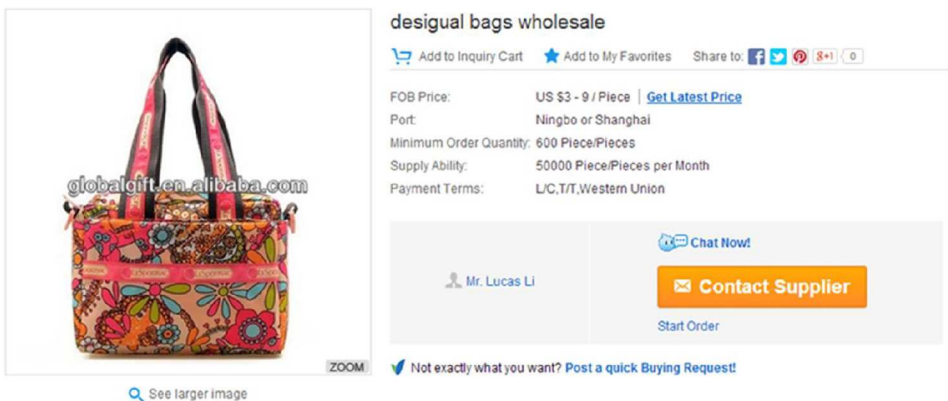 desigual bags wholesale
Add to Inquiry Cart Add to My Favorites Share to: 8+1 0
FOB Price: US $3 - 9 / Piece | Get Latest Price
Port: Ningbo or Shanghai
Minimum Order Quantity: 600 Piece/Pieces
Supply Ability: 50000 Piece/Pieces per Month
Payment Terms: L/C,T/T,Western Union
globalgift.en.alibaba.com
Chat Now!
Mr. Lucas Li
Contact Supplier
Start Order
ZOOM
Not exactly what you want? Post a quick Buying Request!
See larger image